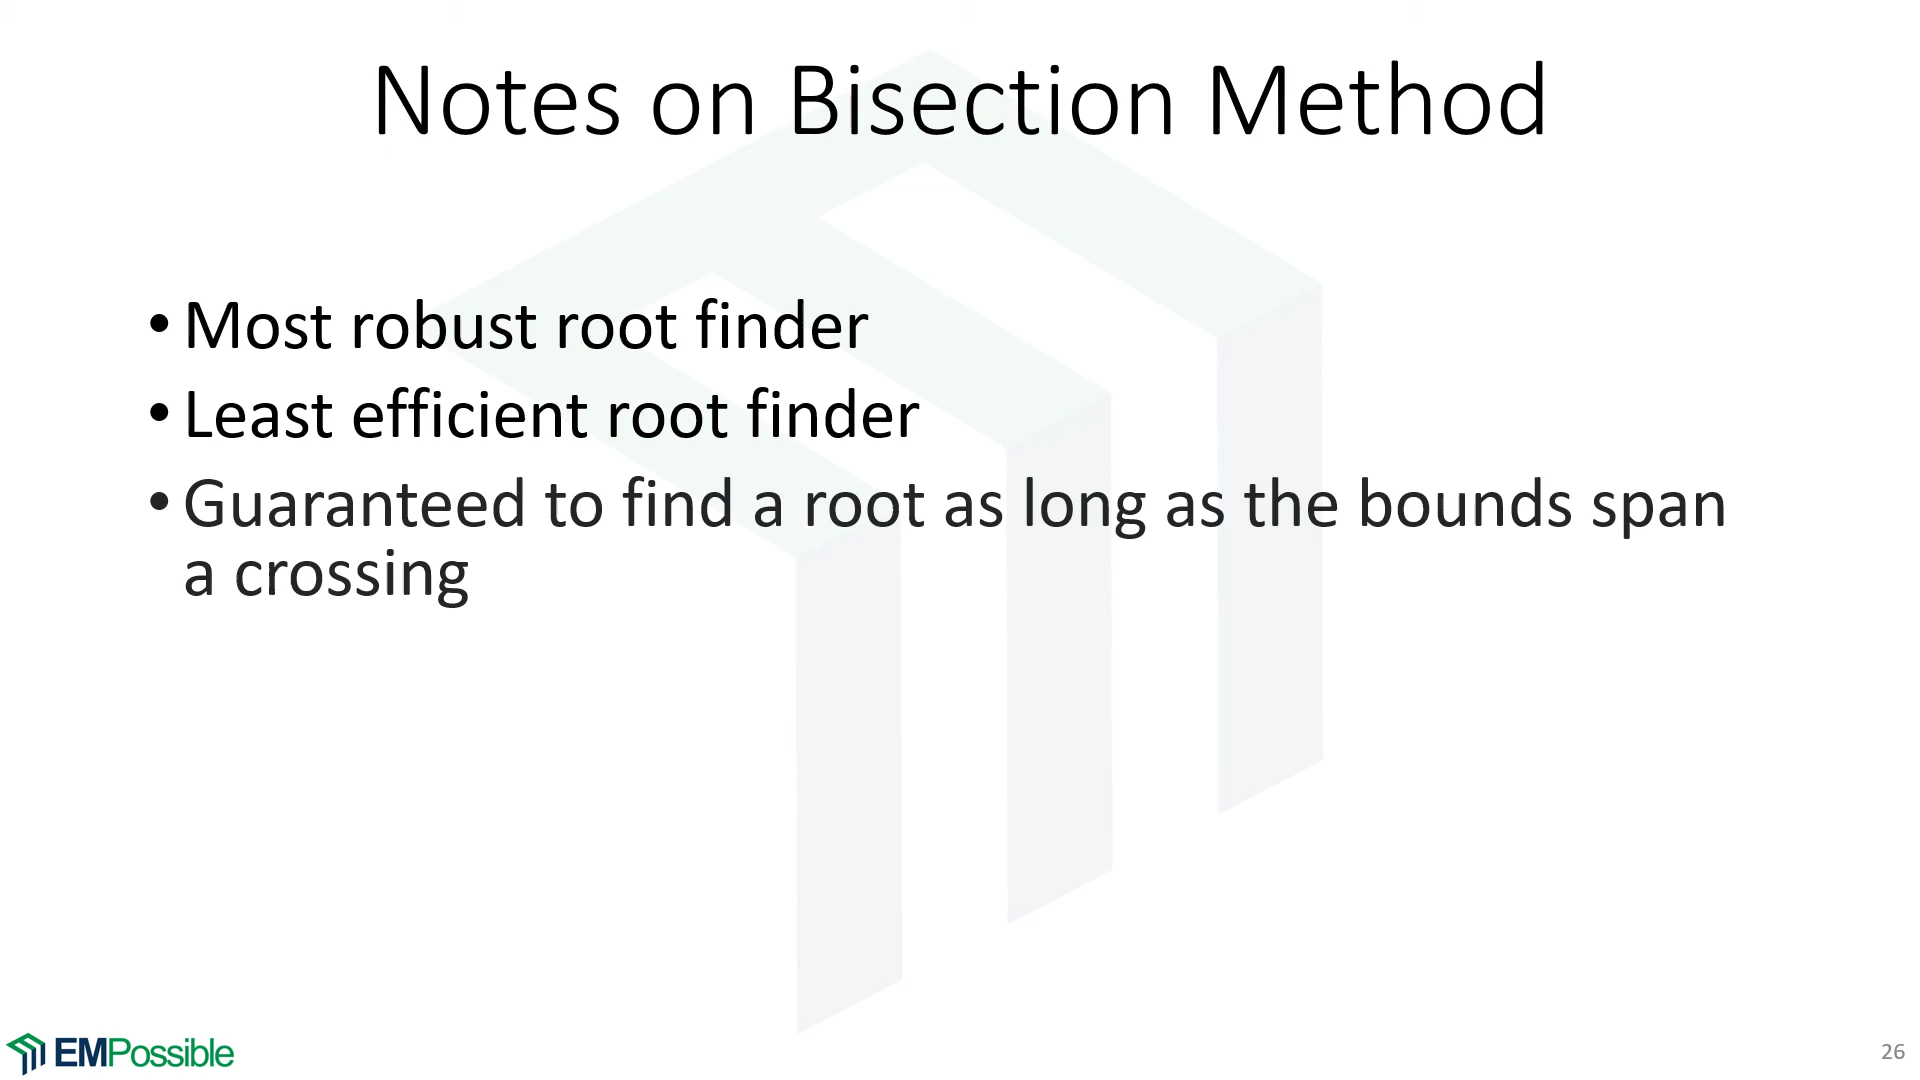 Notes on Bisection Method
• Most robust root finder
• Least efficient root finder
• Guaranteed to find a root as long as the bounds span
a crossing
EMPossible
26